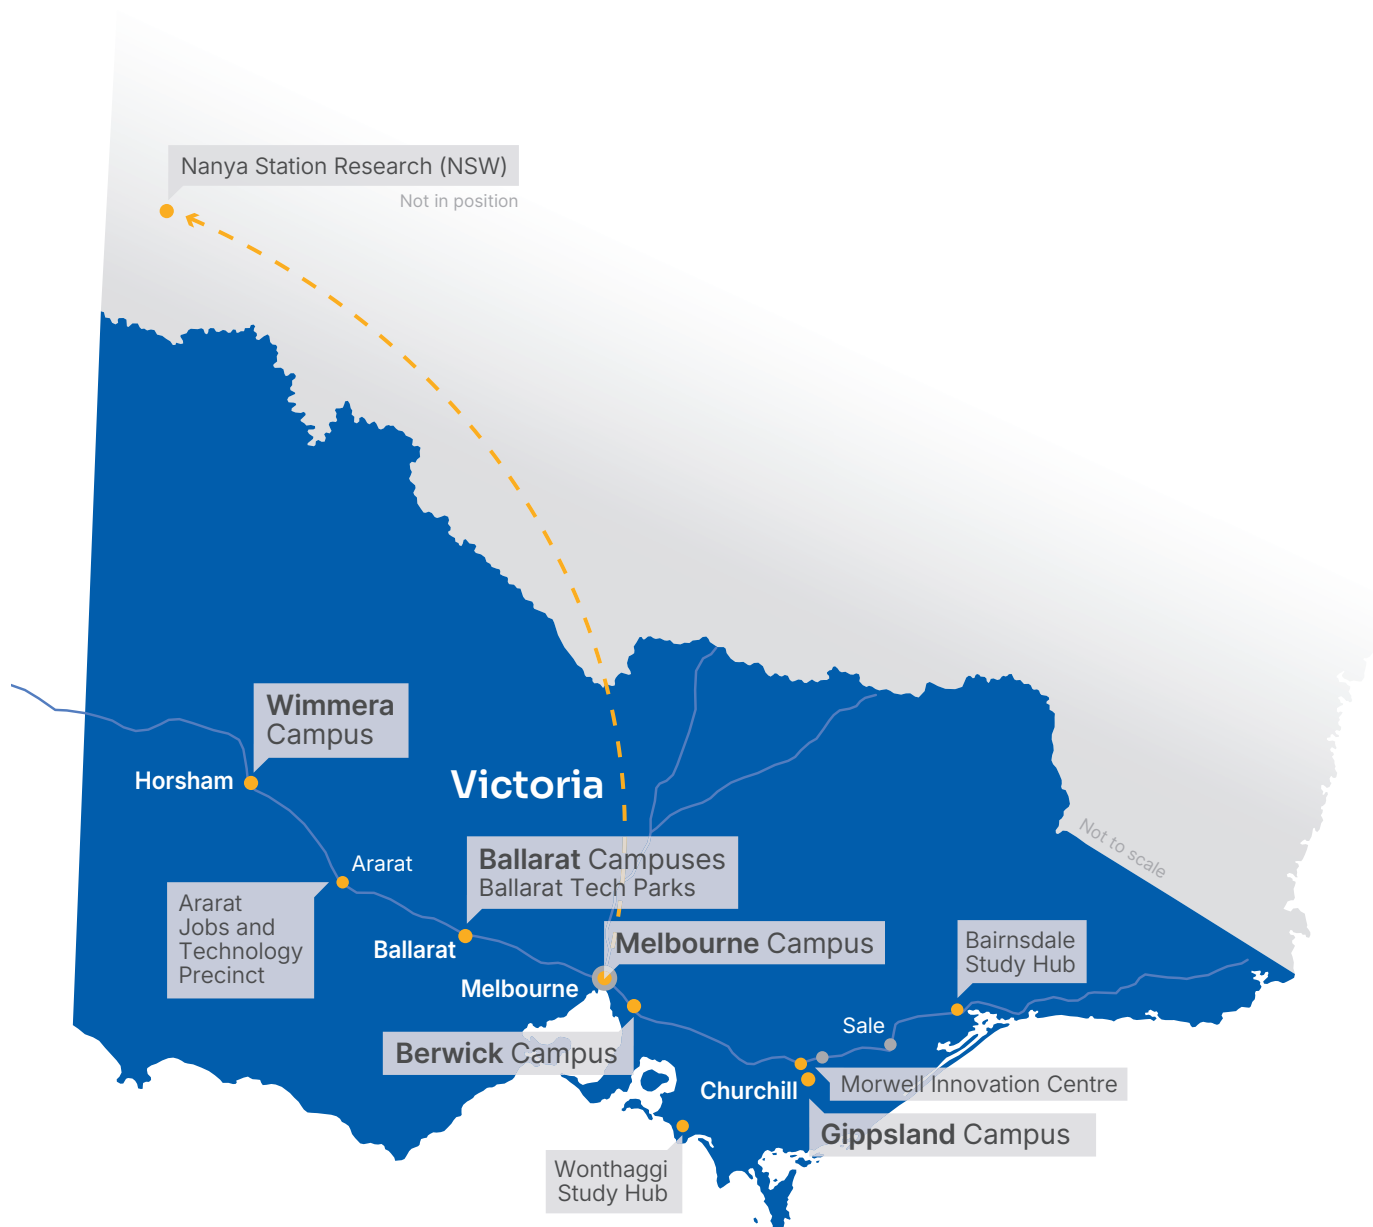 Nanya Station Research (NSW)
Not in position
Wimmera
Campus
Horsham
Victoria
Not to scale
Ararat
Ararat
Jobs and
Technology
Precinct
Ballarat Campuses
Ballarat Tech Parks
Ballarat
Melbourne Campus
Melbourne
Bairnsdale
Study Hub
Sale
Berwick Campus
Churchill
Morwell Innovation Centre
Gippsland Campus
Wonthaggi
Study Hub